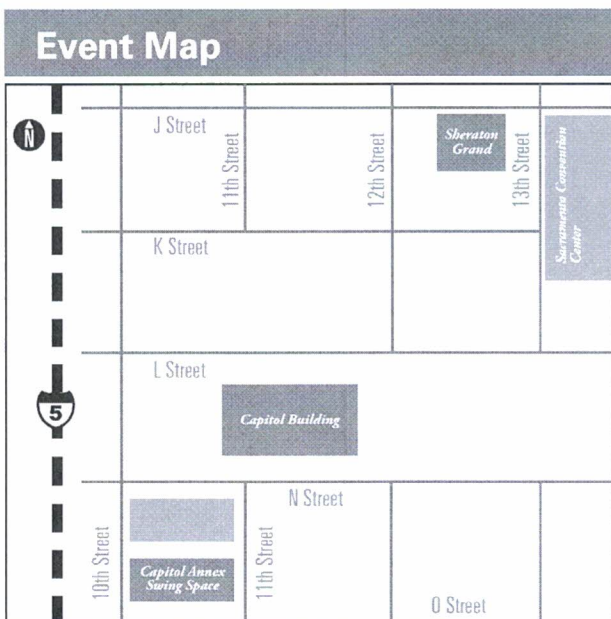 Event Map
N
J Street
11th Street
12th Street
Sheraton
Grand
13th Street
Sacramento Convention
Center
K Street
L Street
5
Capitol Building
10th Street
Capitol Annex
Swing Space
11th Street
N Street
O Street